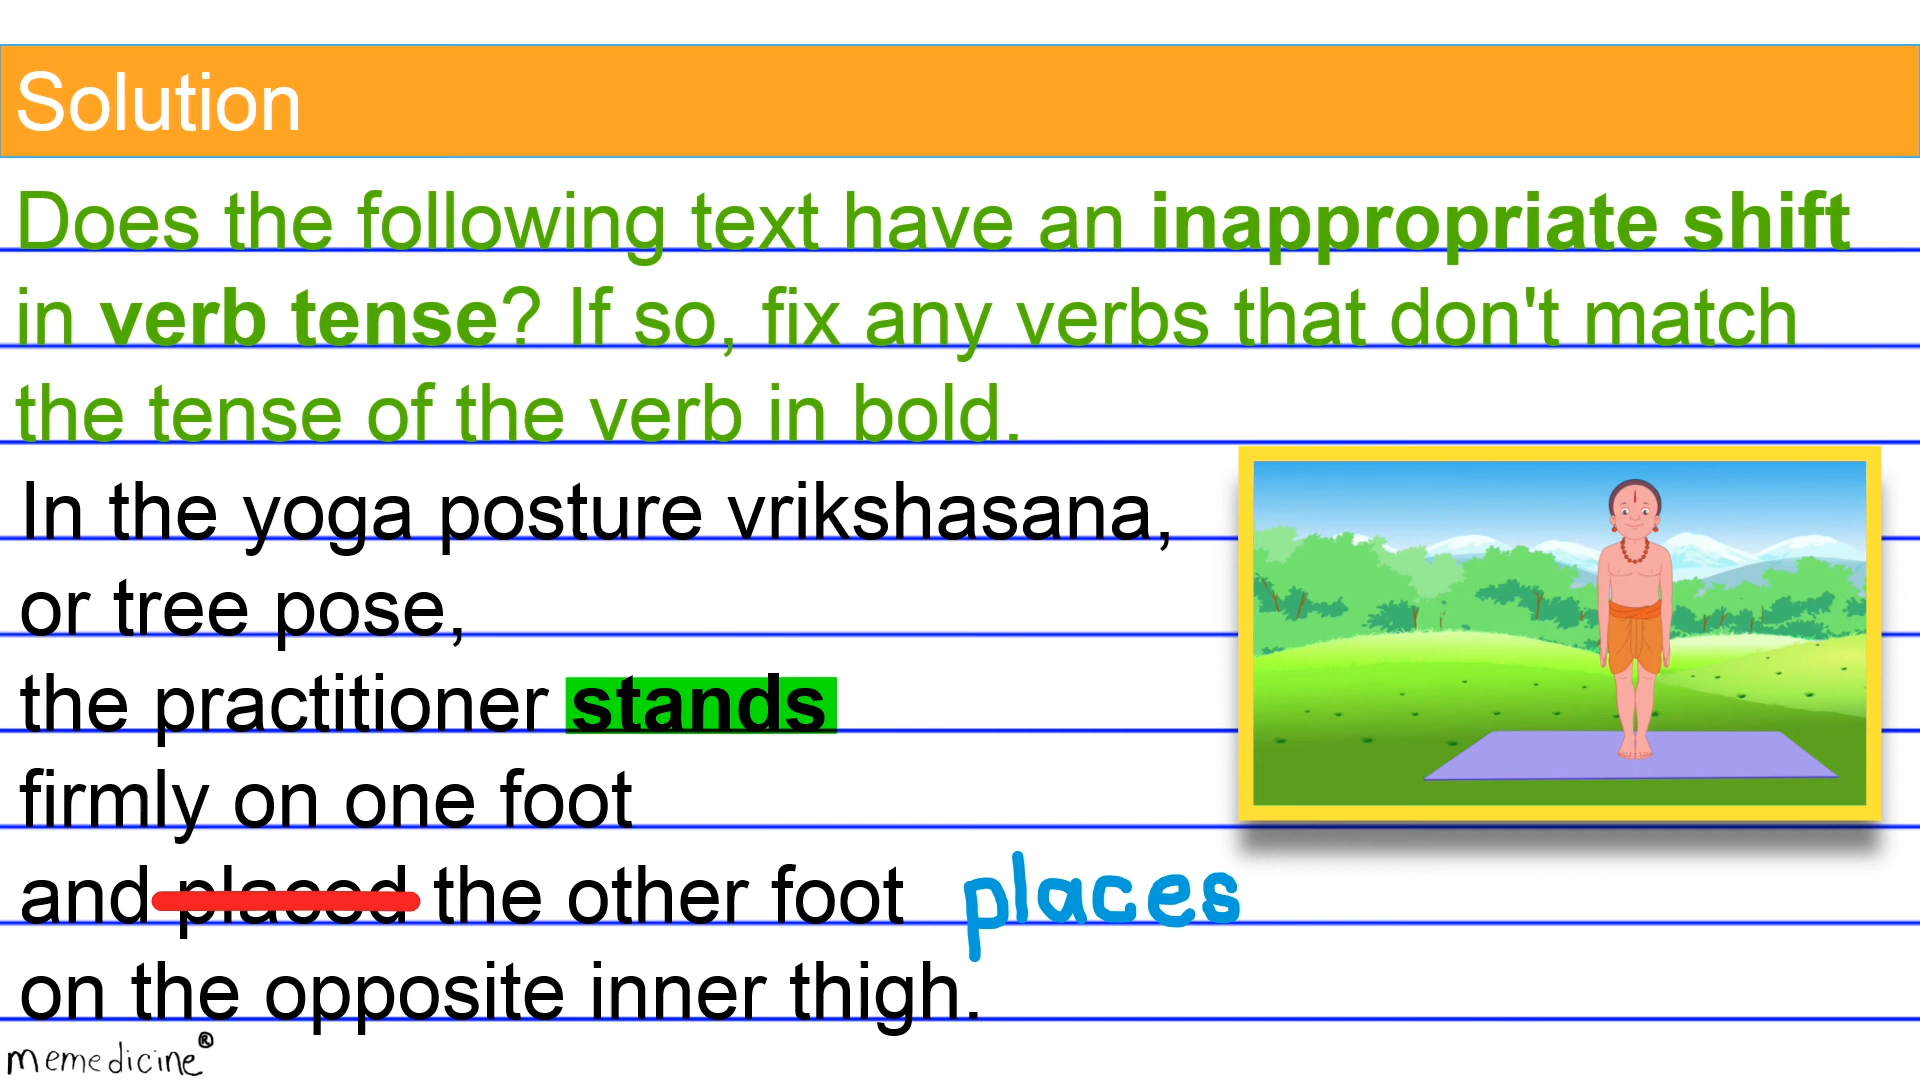 Solution
Does the following text have an inappropriate shift
in verb tense? If so, fix any verbs that don't match
the tense of the verb in bold.
In the yoga posture vrikshasana,
or tree pose,
the practitioner stands
firmly on one foot
and placed the other foot places
on the opposite inner thigh.
memedicine®